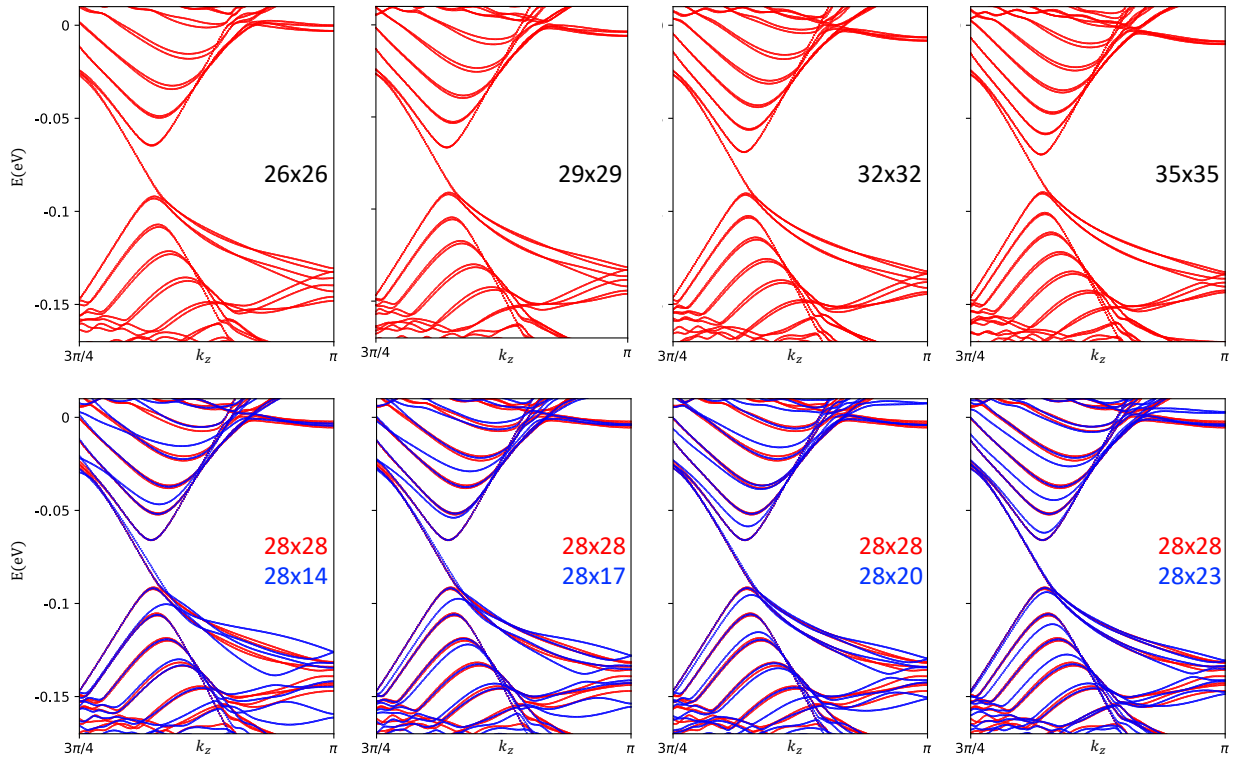 E(eV)
0
-0.05
-0.1
-0.15
26x26
29x29
32x32
35x35
3π/4
k_z
π
3π/4
k_z
π
3π/4
k_z
π
3π/4
k_z
π
E(eV)
0
-0.05
-0.1
-0.15
28x28
28x14
28x28
28x17
28x28
28x20
28x28
28x23
3π/4
k_z
π
3π/4
k_z
π
3π/4
k_z
π
3π/4
k_z
π